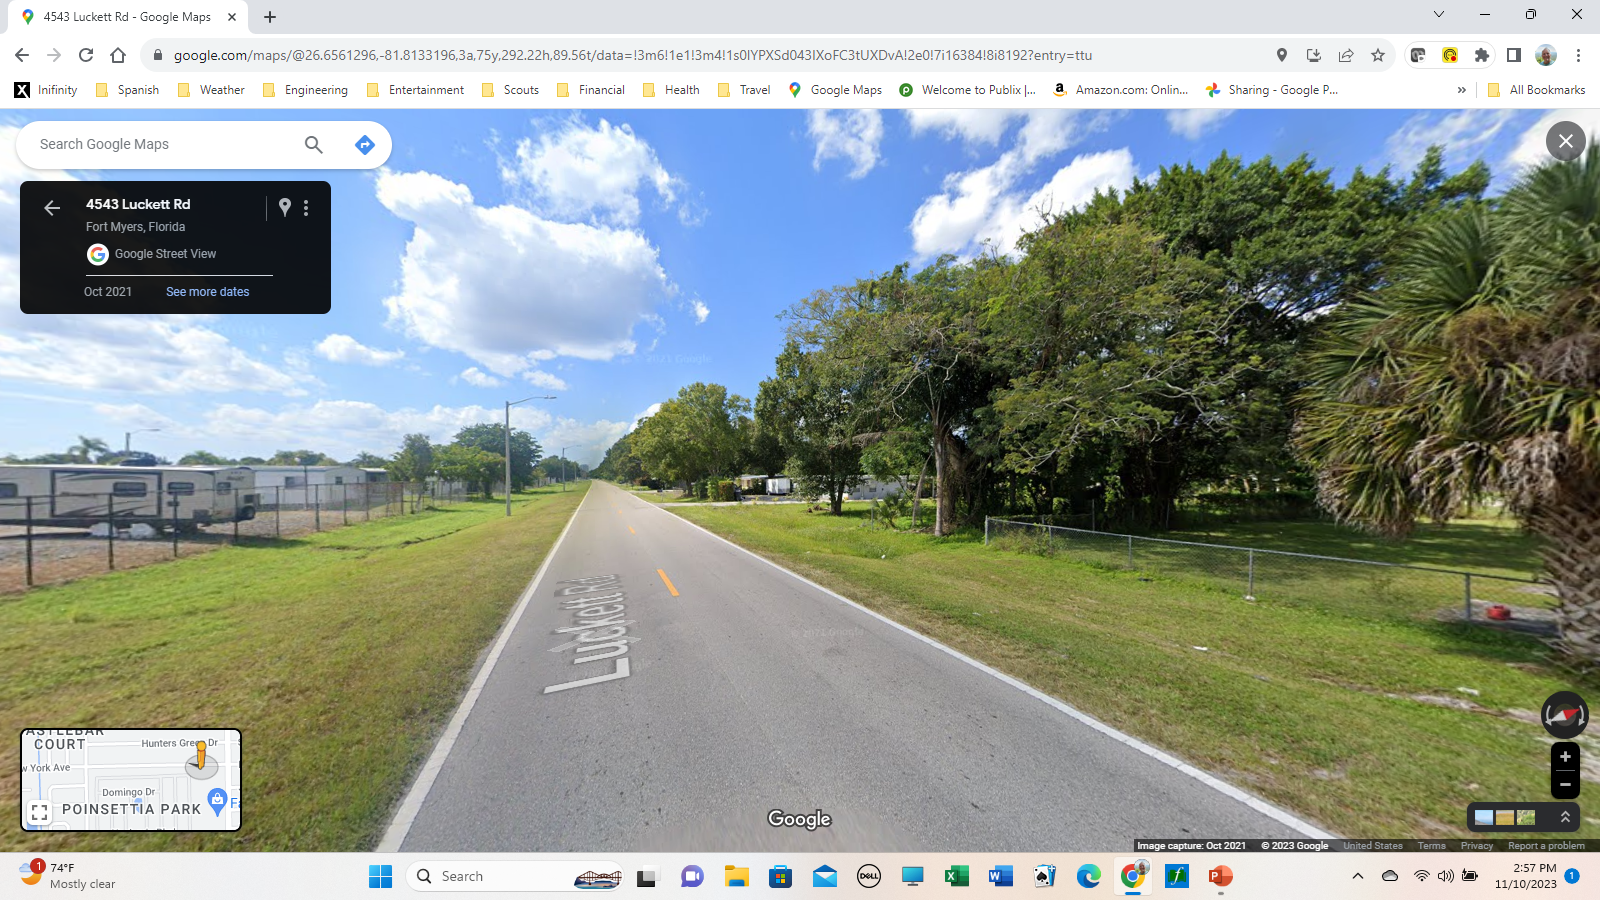 4543 Luckett Rd - Google Maps
google.com/maps/@26.6561296,-81.8133196,3a,75y,292.22h,89.56t/data=!3m6!1e1!3m4!1s0IYPXSd043IXoFC3tUXDvA!2e0!7i16384!8i8192?entry=ttu
Infinity Spanish Weather Engineering Entertainment Scouts Financial Health Travel Google Maps Welcome to Publix |... Amazon.com: Onlin... Sharing - Google P... » All Bookmarks
Search Google Maps
4543 Luckett Rd
Fort Myers, Florida
Google Street View
Oct 2021 See more dates
Luckett Rd
COURT
Hunters Green Dr
w York Ave
Domingo Dr
POINSETTIA PARK
Google
Image capture: Oct 2021 © 2023 Google United States Terms Privacy Report a problem
1
74°F
Mostly clear
Search
DELL
2:57 PM
11/10/2023
1